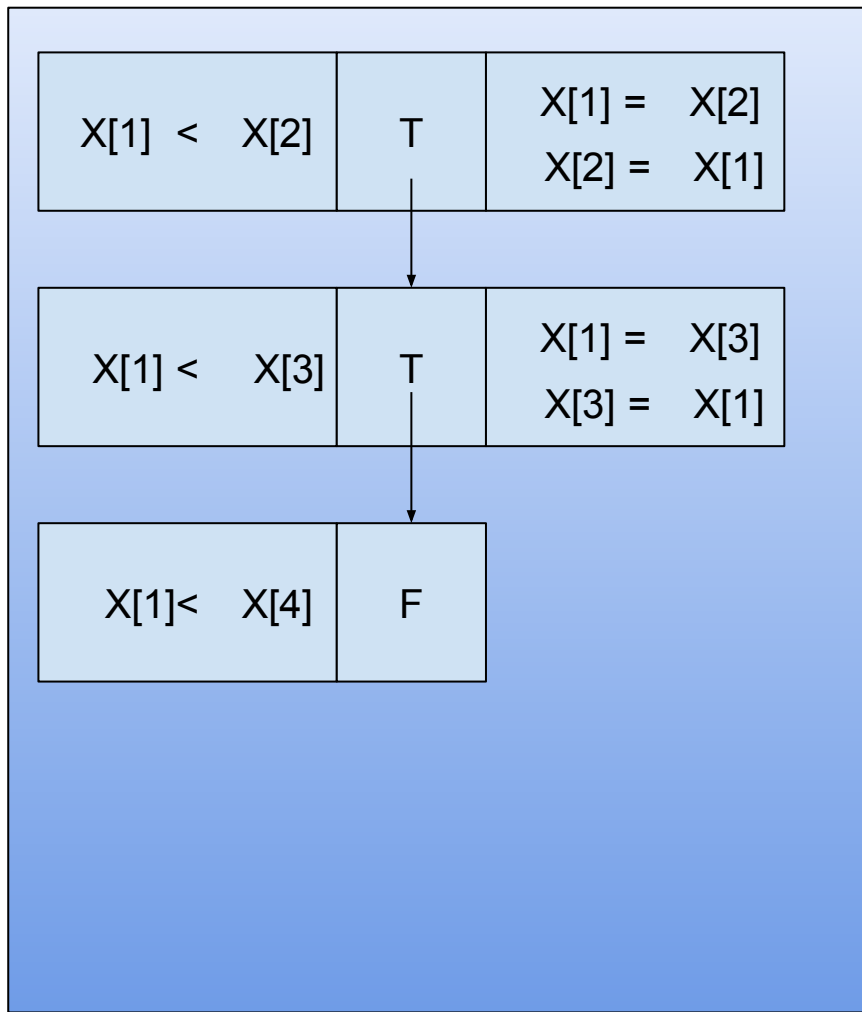 X[1] < X[2] T X[1] = X[2]
X[2] = X[1]
X[1] < X[3] T X[1] = X[3]
X[3] = X[1]
X[1]< X[4] F